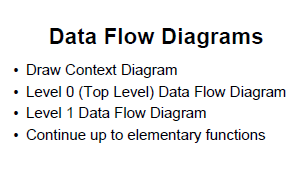 Data Flow Diagrams
• Draw Context Diagram
• Level 0 (Top Level) Data Flow Diagram
• Level 1 Data Flow Diagram
• Continue up to elementary functions